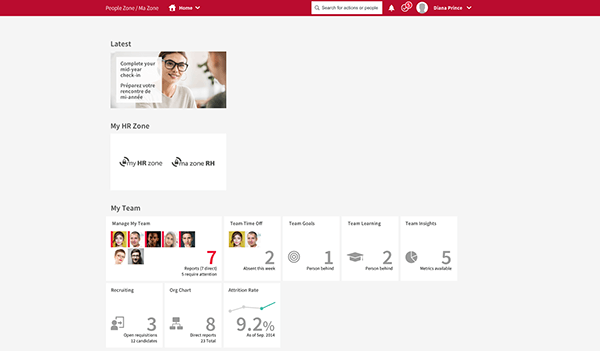 People Zone / Ma Zone
Home
Search for actions or people
Diana Prince
Latest
Complete your
mid-year
check-in
Préparez votre
rencontre de
mi-année
My HR Zone
my HR zone
ma zone RH
My Team
Manage My Team
7
Reports (7 direct)
5 require attention
Team Time Off
2
Absent this week
Team Goals
1
Person behind
Team Learning
2
Person behind
Team Insights
5
Metrics available
Recruiting
3
Open requisitions
12 candidates
Org Chart
8
Direct reports
23 Total
Attrition Rate
9.2%
As of Sep. 2014